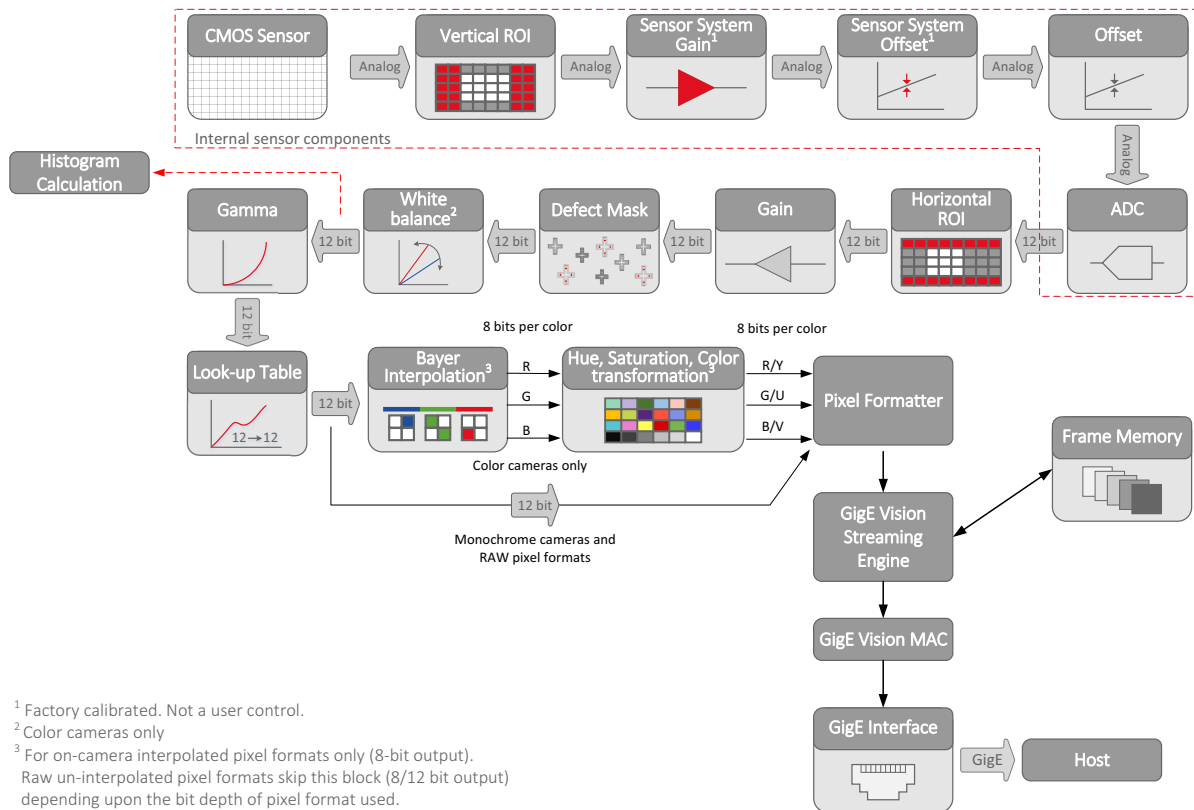 CMOS Sensor
Analog
Vertical ROI
Analog
Sensor System
Gain¹
Analog
Sensor System
Offset¹
Analog
Offset
Internal sensor components
Analog
Histogram
Calculation
Gamma
12 bit
White
balance²
12 bit
Defect Mask
12 bit
Gain
12 bit
Horizontal
ROI
12 bit
ADC
12 bit
8 bits per color
8 bits per color
Look-up Table
12→12
12 bit
Bayer
Interpolation³
R
G
B
Hue, Saturation, Color
transformation³
R/Y
G/U
B/V
Pixel Formatter
Color cameras only
12 bit
Monochrome cameras and
RAW pixel formats
Frame Memory
GigE Vision
Streaming
Engine
GigE Vision MAC
GigE Interface
GigE
Host
¹ Factory calibrated. Not a user control.
² Color cameras only
³ For on-camera interpolated pixel formats only (8-bit output).
Raw un-interpolated pixel formats skip this block (8/12 bit output)
depending upon the bit depth of pixel format used.